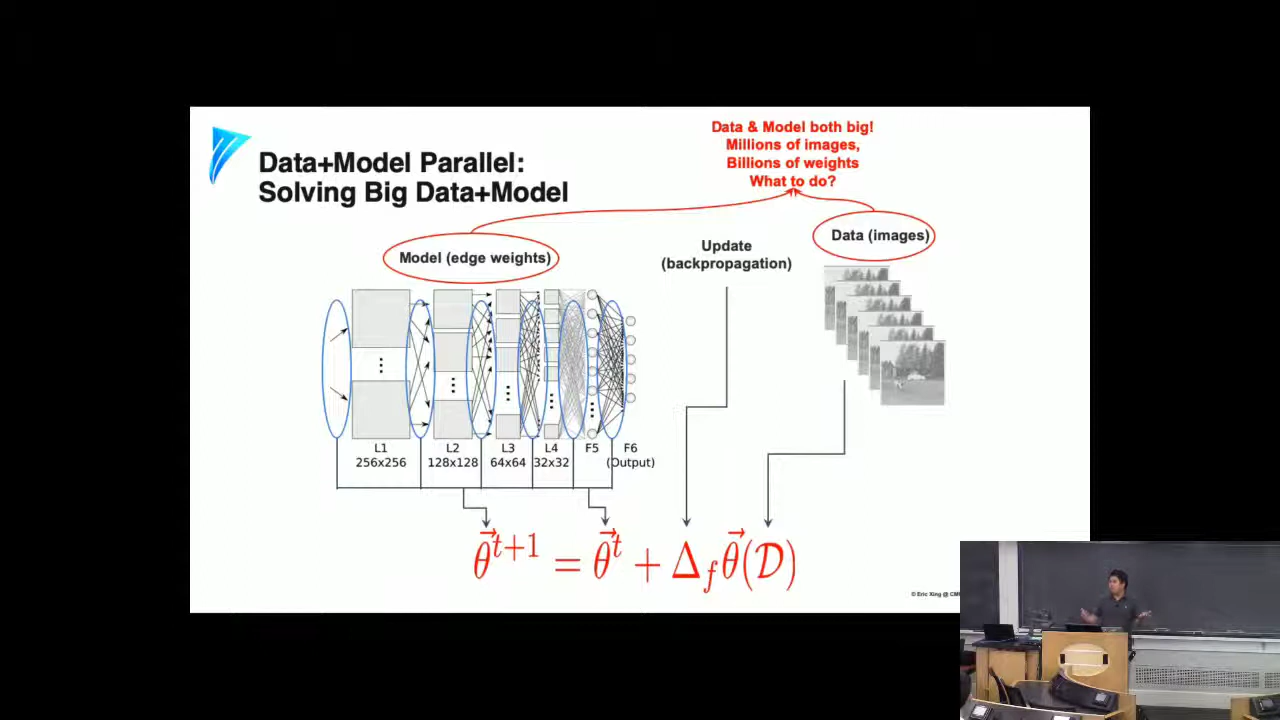 Data & Model both big!
Millions of images,
Billions of weights
What to do?
Data+Model Parallel:
Solving Big Data+Model
Model (edge weights)
Update
(backpropagation)
Data (images)
L1
256x256
L2
128x128
L3
64x64
L4
32x32
F5
F6
(Output)
θ⃗^{t+1} = θ⃗^t + Δ_f θ⃗(𝒟)
© Eric Xing @ CM